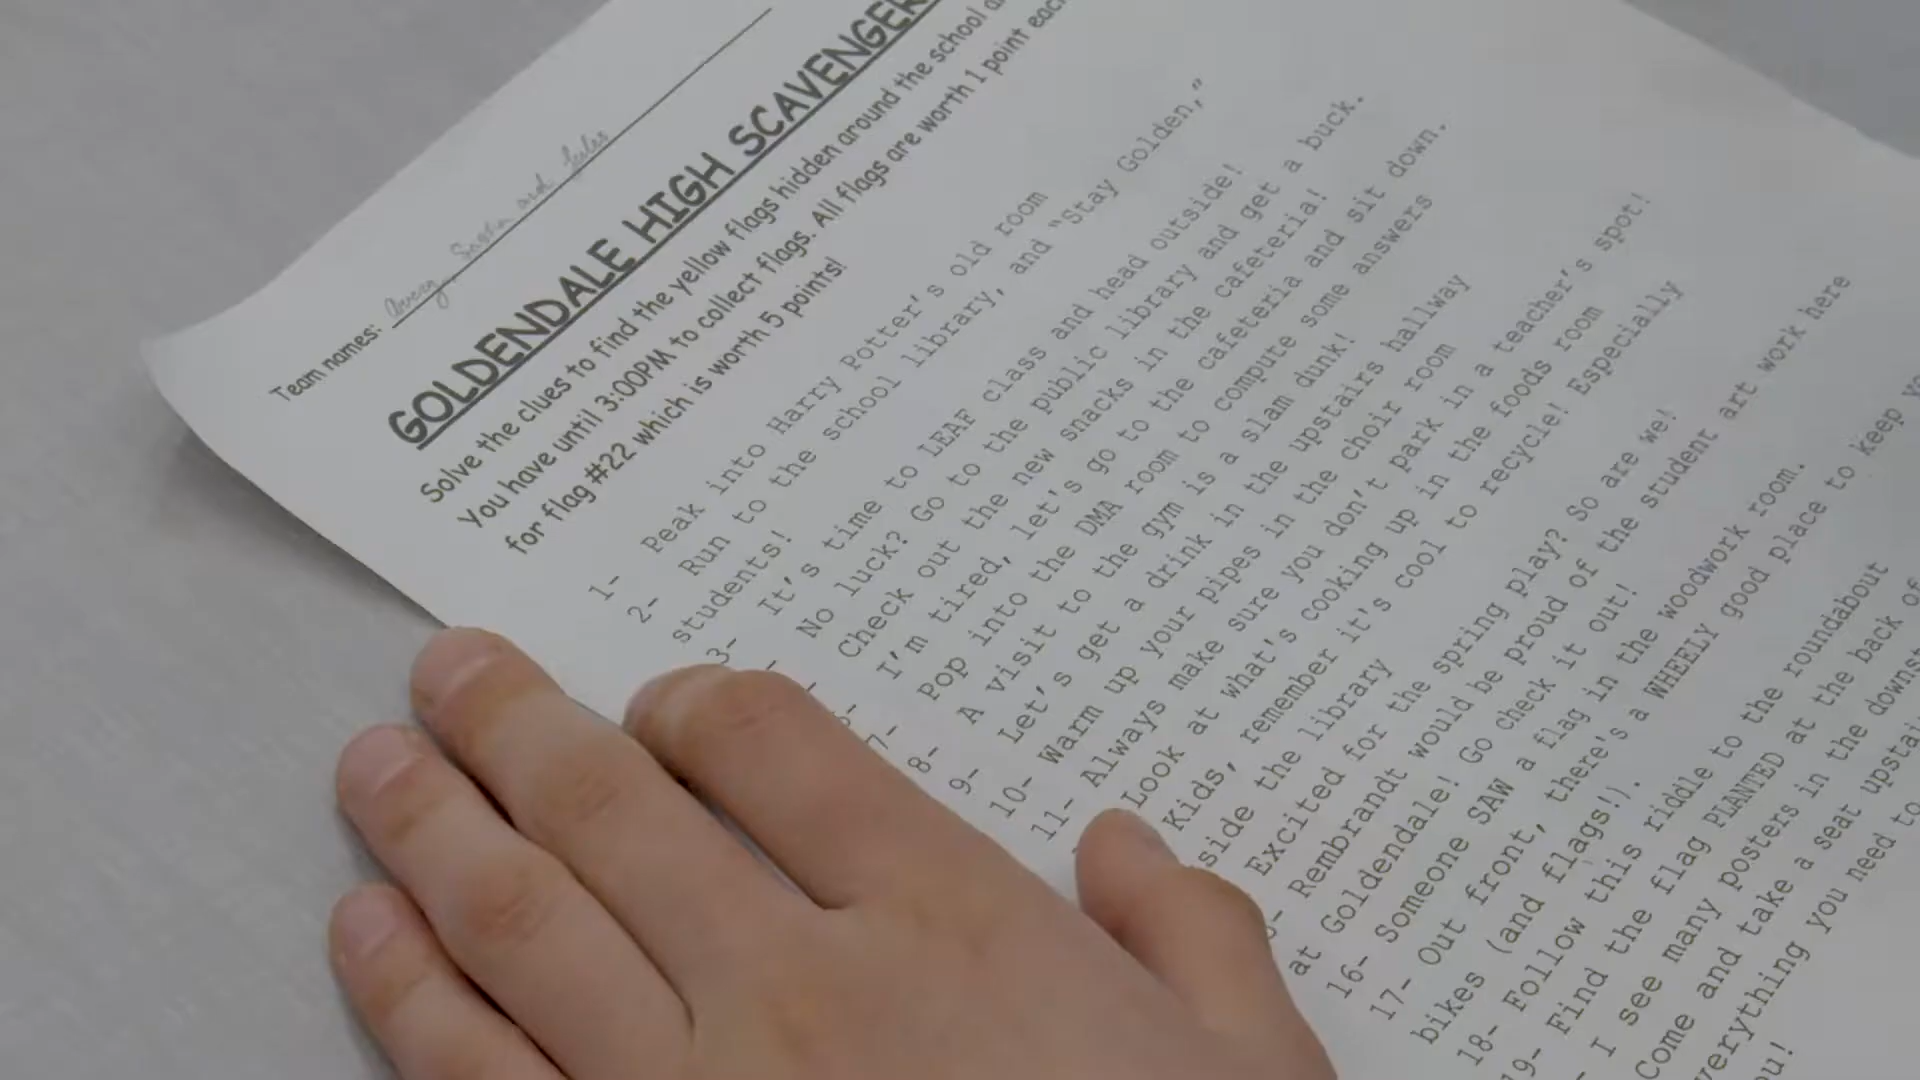 Team names: Avery, and Jules
GOLDENDALE HIGH SCAVENGER
Solve the clues to find the yellow flags hidden around the school
You have until 3:00PM to collect flags. All flags are worth 1 point each
for flag #22 which is worth 5 points!
1- Peak into Harry Potter's old room
2- Run to the school library, and "Stay Golden,"
students!
3- It's time to LEAF class and head outside!
- No luck? Go to the public library and get a buck.
- Check out the new snacks in the cafeteria!
- I'm tired, let's go to the cafeteria and sit down.
7- Pop into the DMA room to compute some answers
8- A visit to the gym is a slam dunk!
9- Let's get a drink in the upstairs hallway
10- Warm up your pipes in the choir room
11- Always make sure you don't park in a teacher's spot!
Look at what's cooking up in the foods room
Kids, remember it's cool to recycle! Especially
side the library
Excited for the spring play? So are we!
- Rembrandt would be proud of the student art work here
at Goldendale! Go check it out!
16- Someone SAW a flag in the woodwork room.
17- Out front, there's a WHEELY good place to keep
bikes (and flags!).
18- Follow this riddle to the roundabout
19- Find the flag PLANTED at the back of
- I see many posters in the
Come and take a seat
everything you need to